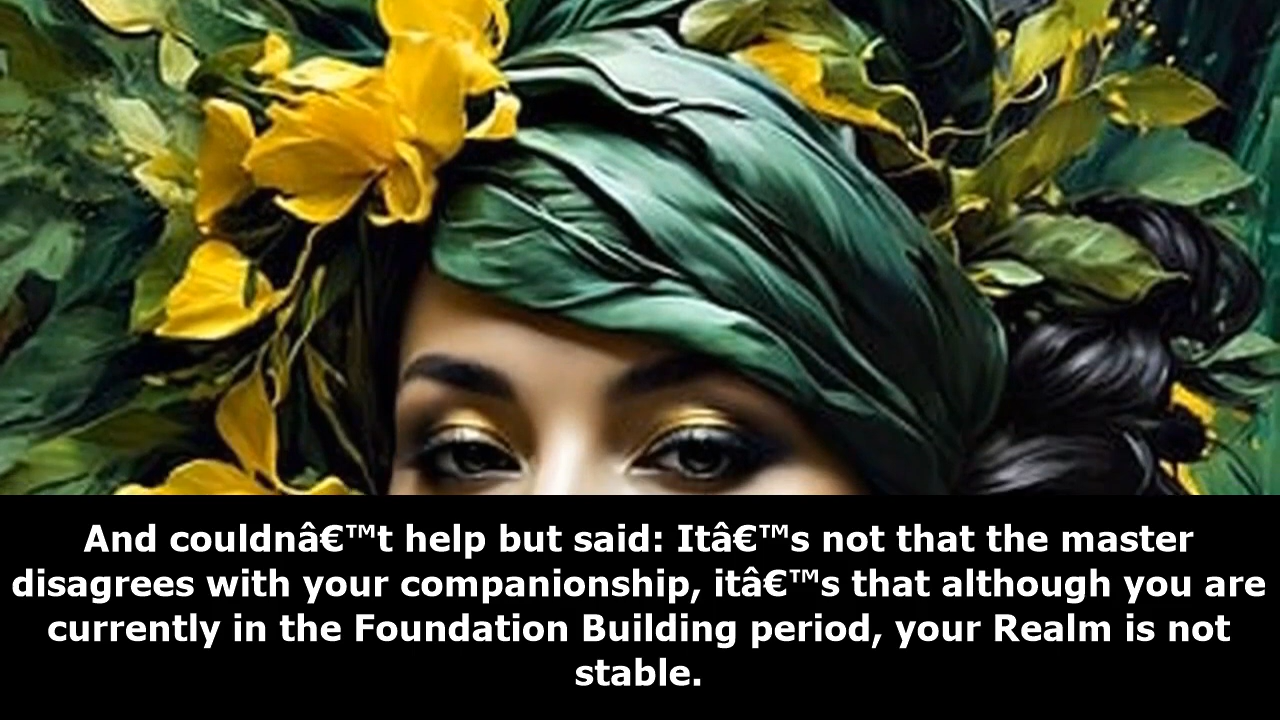 And couldnâ€™t help but said: Itâ€™s not that the master
disagrees with your companionship, itâ€™s that although you are
currently in the Foundation Building period, your Realm is not
stable.